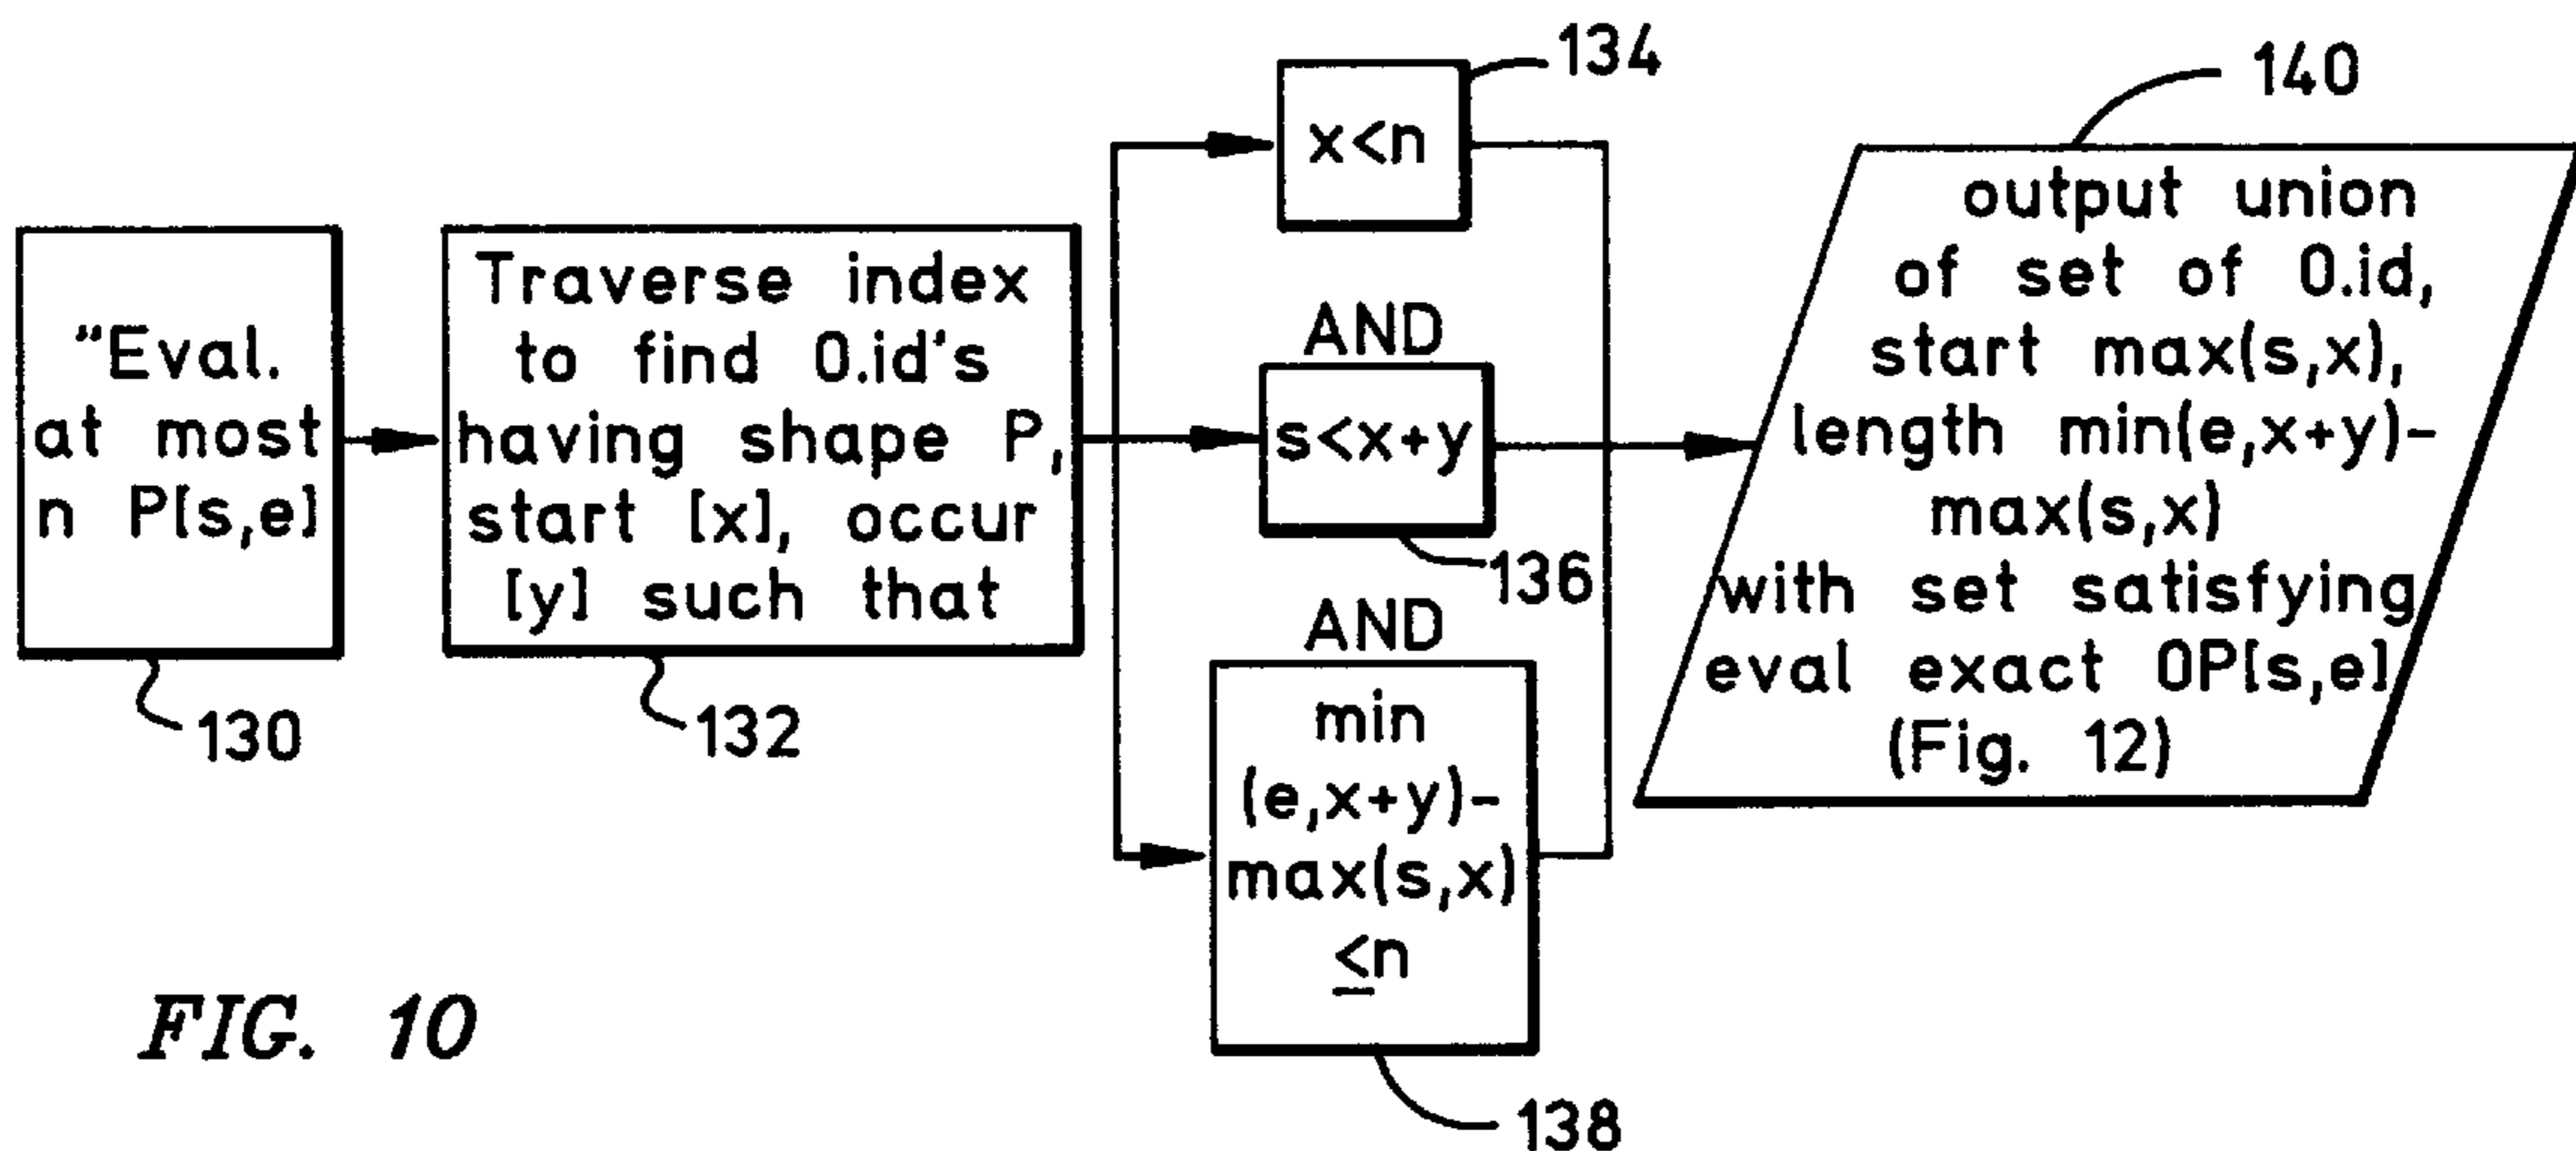 130
"Eval.
at most
n P[s,e]
132
Traverse index
to find O.id's
having shape P,
start [x], occur
[y] such that
134
x<n
AND
s<x+y
136
AND
min
(e,x+y)-
max(s,x)
≤n
138
140
output union
of set of O.id,
start max(s,x),
length min(e,x+y)-
max(s,x)
with set satisfying
eval exact OP[s,e]
(Fig. 12)
FIG. 10